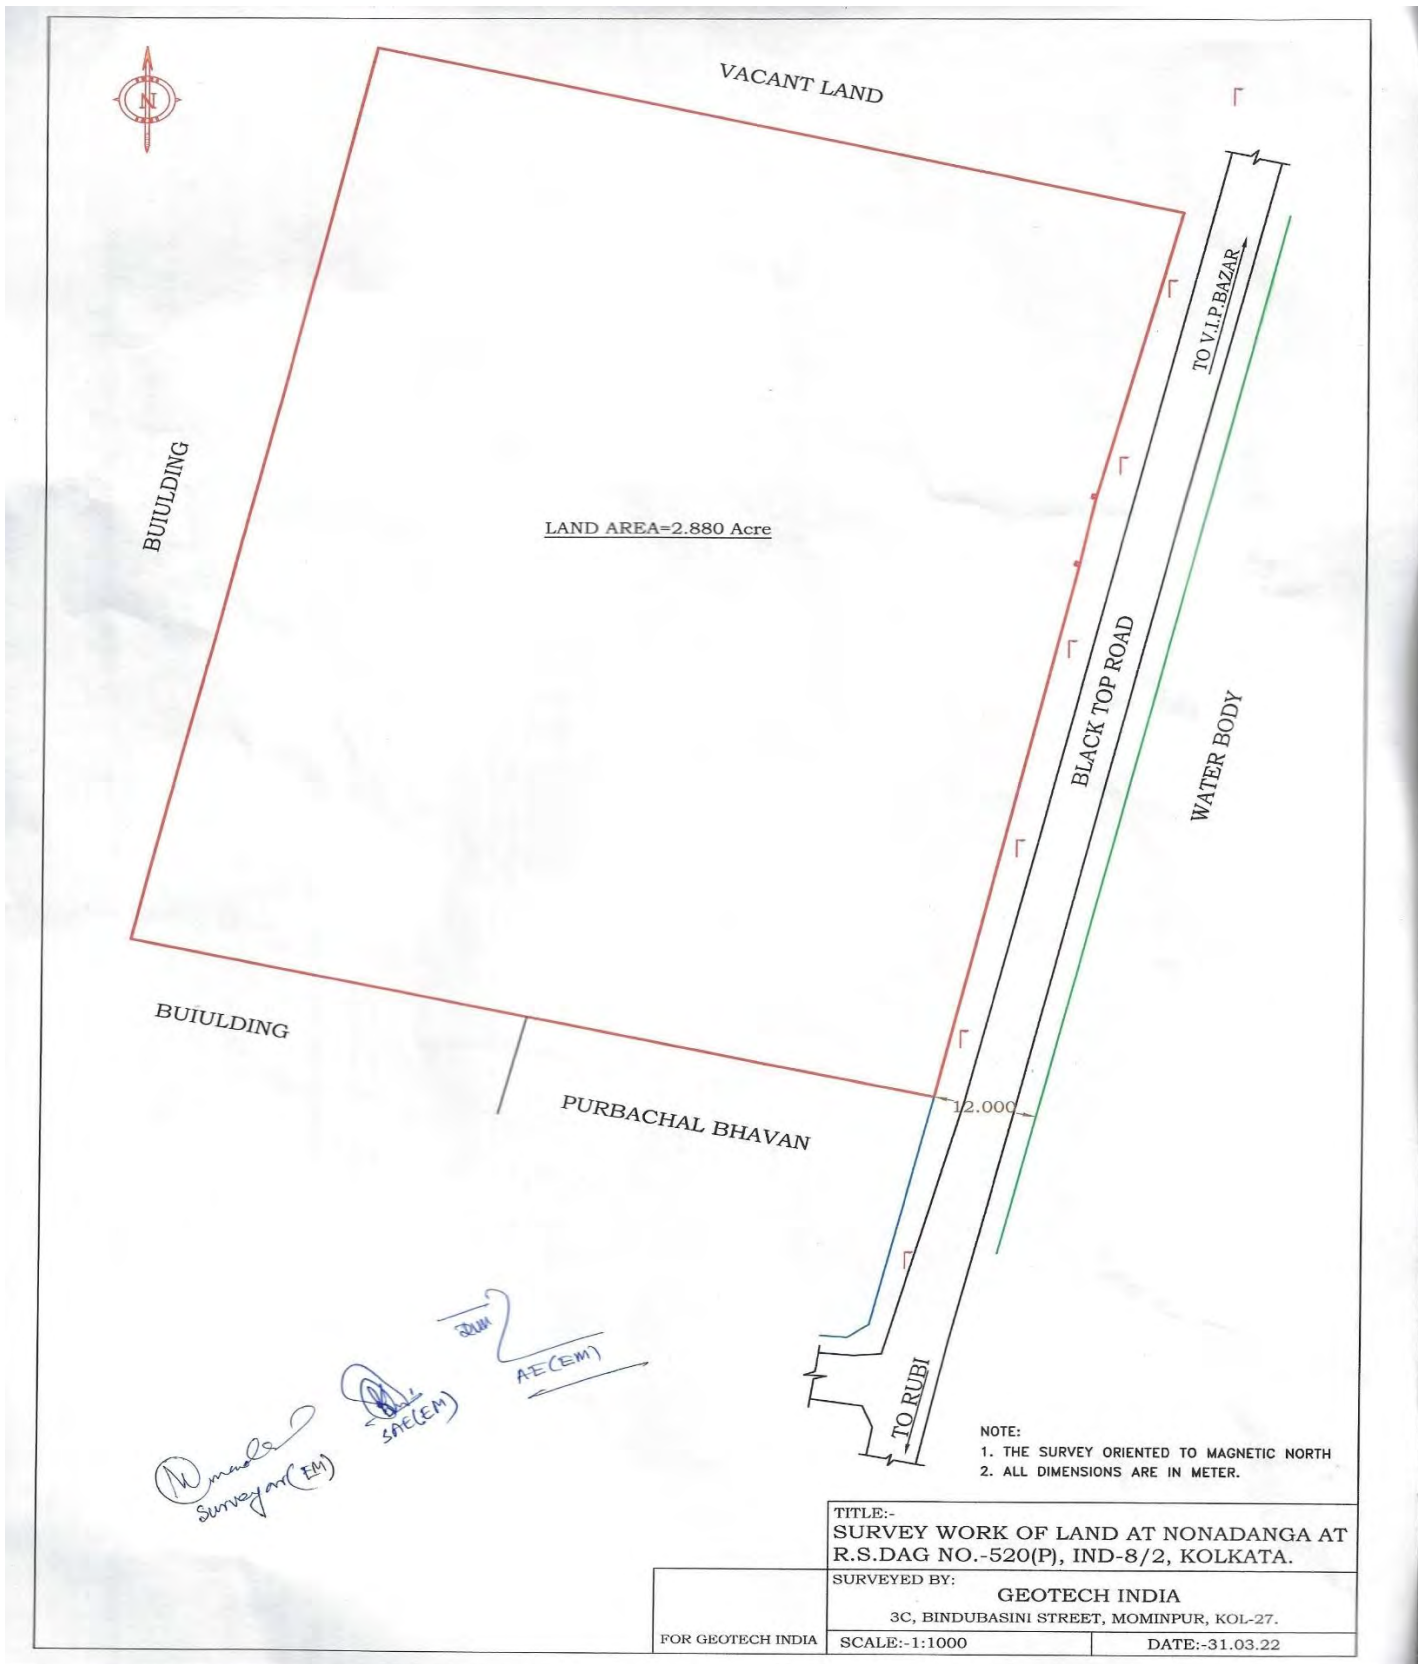 N
VACANT LAND
TO V.I.P.BAZAR
BUIULDING
LAND AREA=2.880 Acre
BLACK TOP ROAD
WATER BODY
BUIULDING
PURBACHAL BHAVAN
12.000
TO RUBI
AE(EM)
SAE(EM)
Surveyor(EM)
NOTE:
1. THE SURVEY ORIENTED TO MAGNETIC NORTH
2. ALL DIMENSIONS ARE IN METER.
TITLE:-
SURVEY WORK OF LAND AT NONADANGA AT
R.S.DAG NO.-520(P), IND-8/2, KOLKATA.
SURVEYED BY:
GEOTECH INDIA
3C, BINDUBASINI STREET, MOMINPUR, KOL-27.
FOR GEOTECH INDIA
SCALE:-1:1000
DATE:-31.03.22